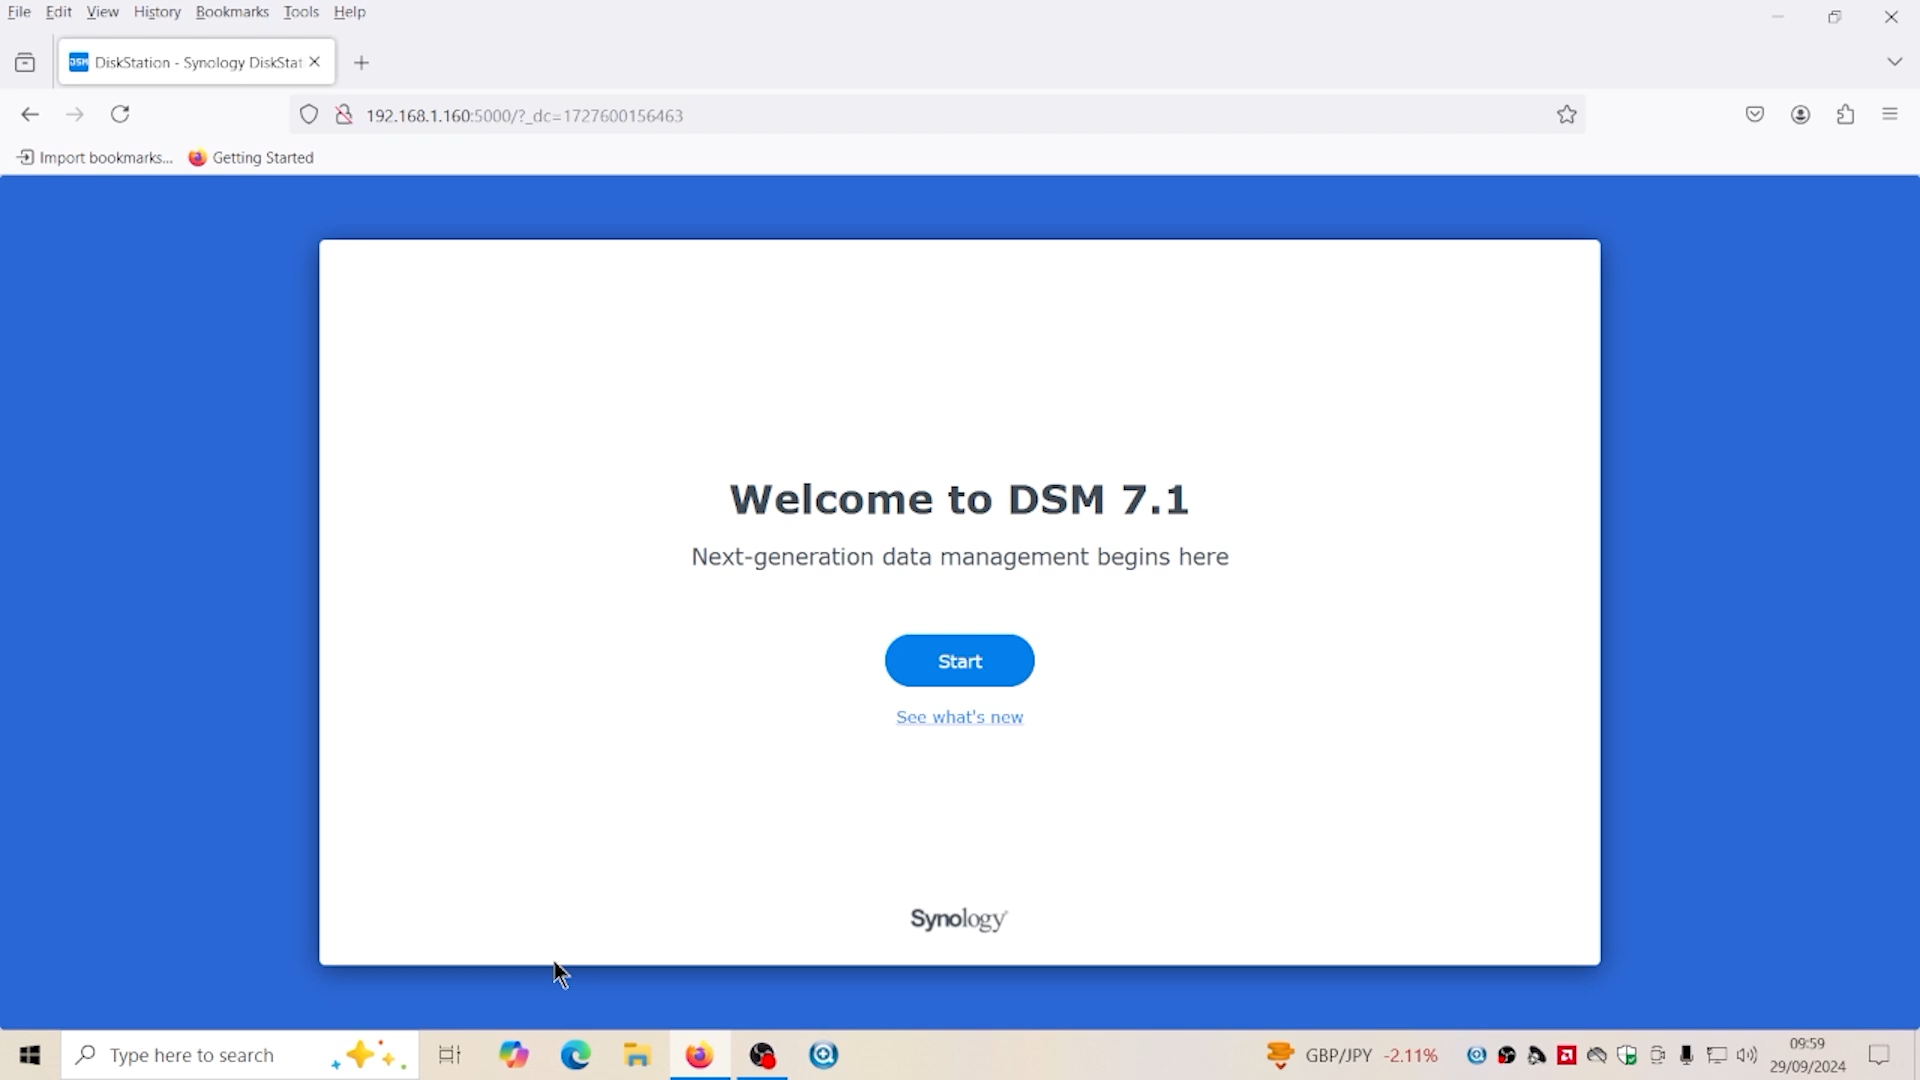 File Edit View History Bookmarks Tools Help
DSM DiskStation - Synology DiskStat
192.168.1.160:5000/?_dc=1727600156463
Import bookmarks... Getting Started
Welcome to DSM 7.1
Next-generation data management begins here
Start
See what's new
Synology
Type here to search
GBP/JPY -2.11%
09:59
29/09/2024